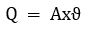 Q = Axϑ